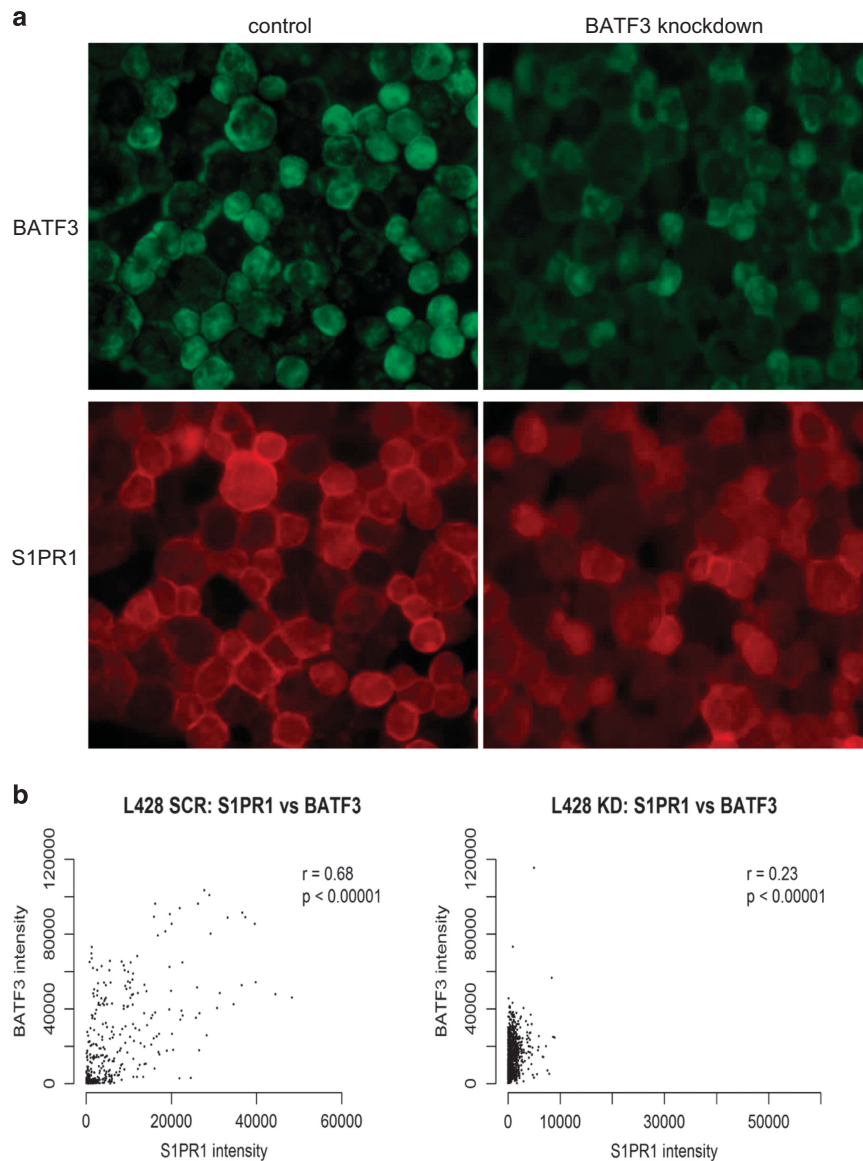 a
control
BATF3 knockdown
BATF3
S1PR1
b
L428 SCR: S1PR1 vs BATF3
r = 0.68
p < 0.00001
BATF3 intensity
120000
80000
40000
0
0 20000 40000 60000
S1PR1 intensity
L428 KD: S1PR1 vs BATF3
r = 0.23
p < 0.00001
BATF3 intensity
120000
80000
40000
0
0 10000 30000 50000
S1PR1 intensity